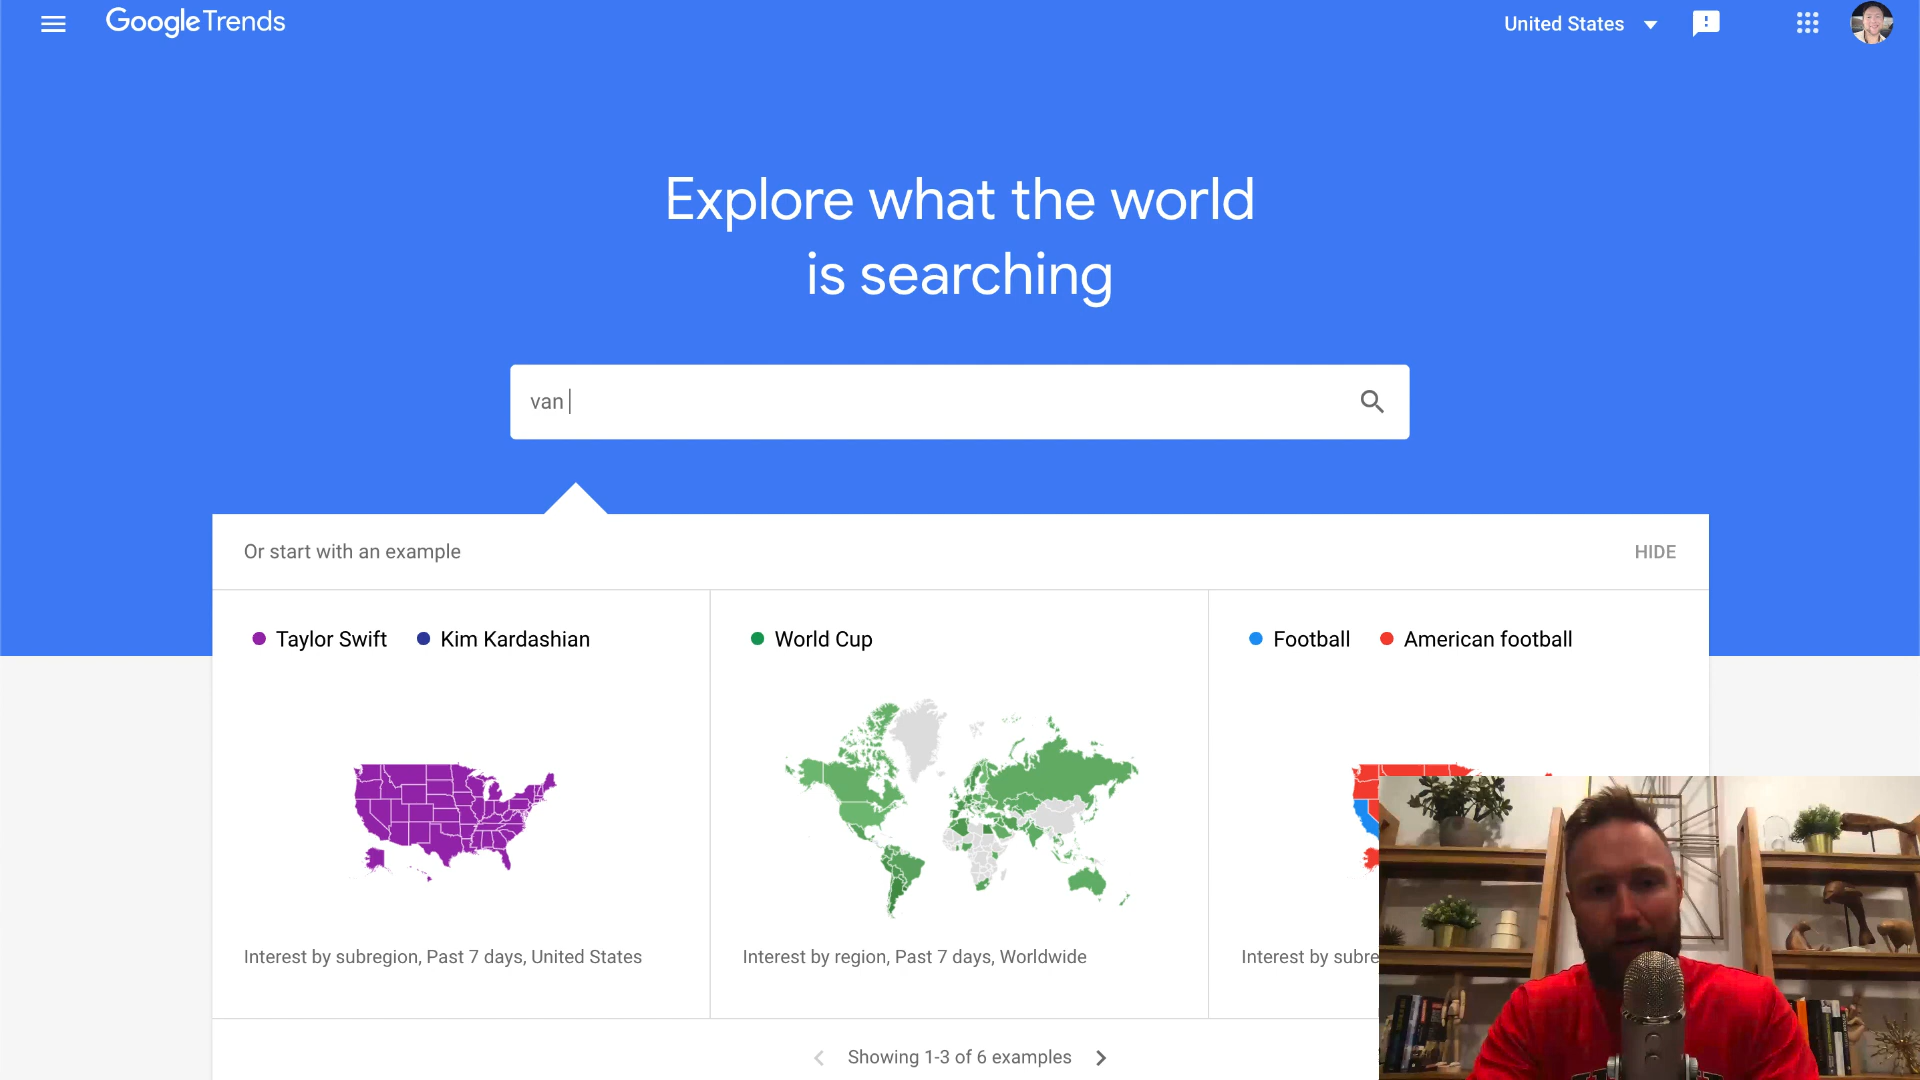 Google Trends
United States
Explore what the world
is searching
van
Or start with an example
HIDE
Taylor Swift
Kim Kardashian
World Cup
Football
American football
Interest by subregion, Past 7 days, United States
Interest by region, Past 7 days, Worldwide
Interest by subre
Showing 1-3 of 6 examples